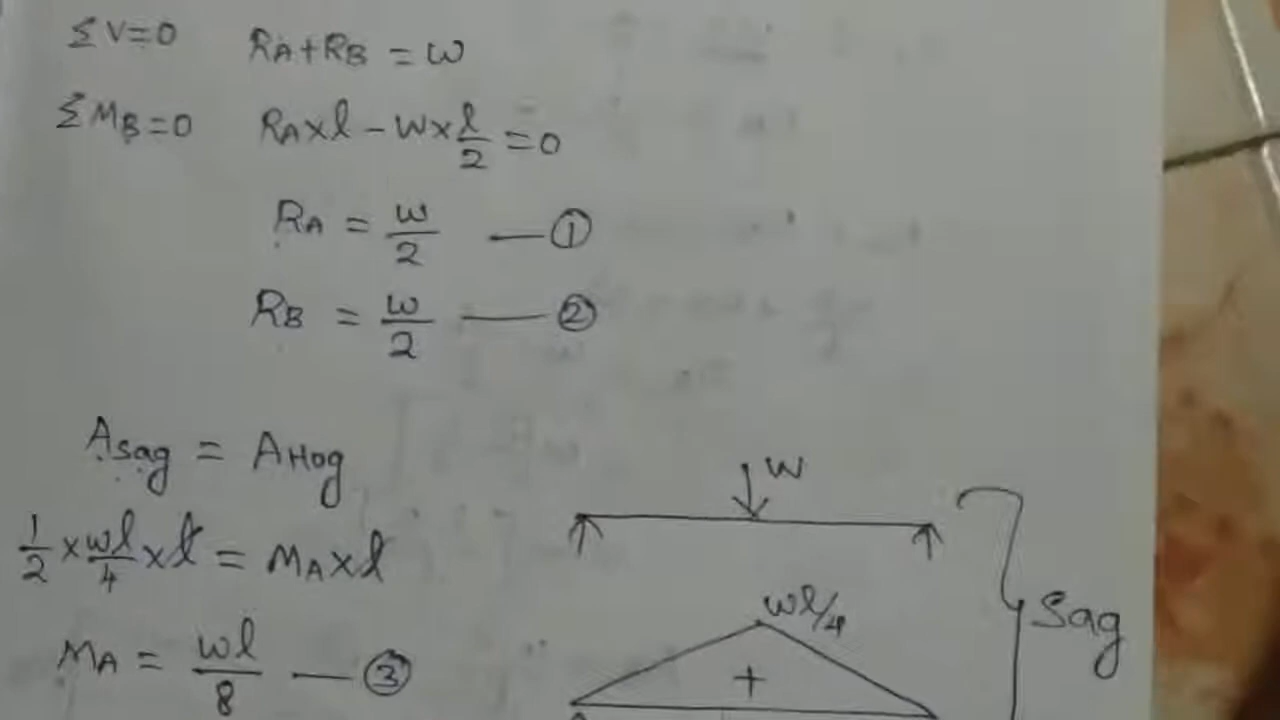 ΣV=0 RA+RB = W
ΣMB=0 RA×l - W×l/2 = 0
RA = W/2 — ①
RB = W/2 — ②
Asag = AHog
1/2 × wl/4 × l = MA×l
MA = wl/8 — ③
W
wl/4
+
Sag